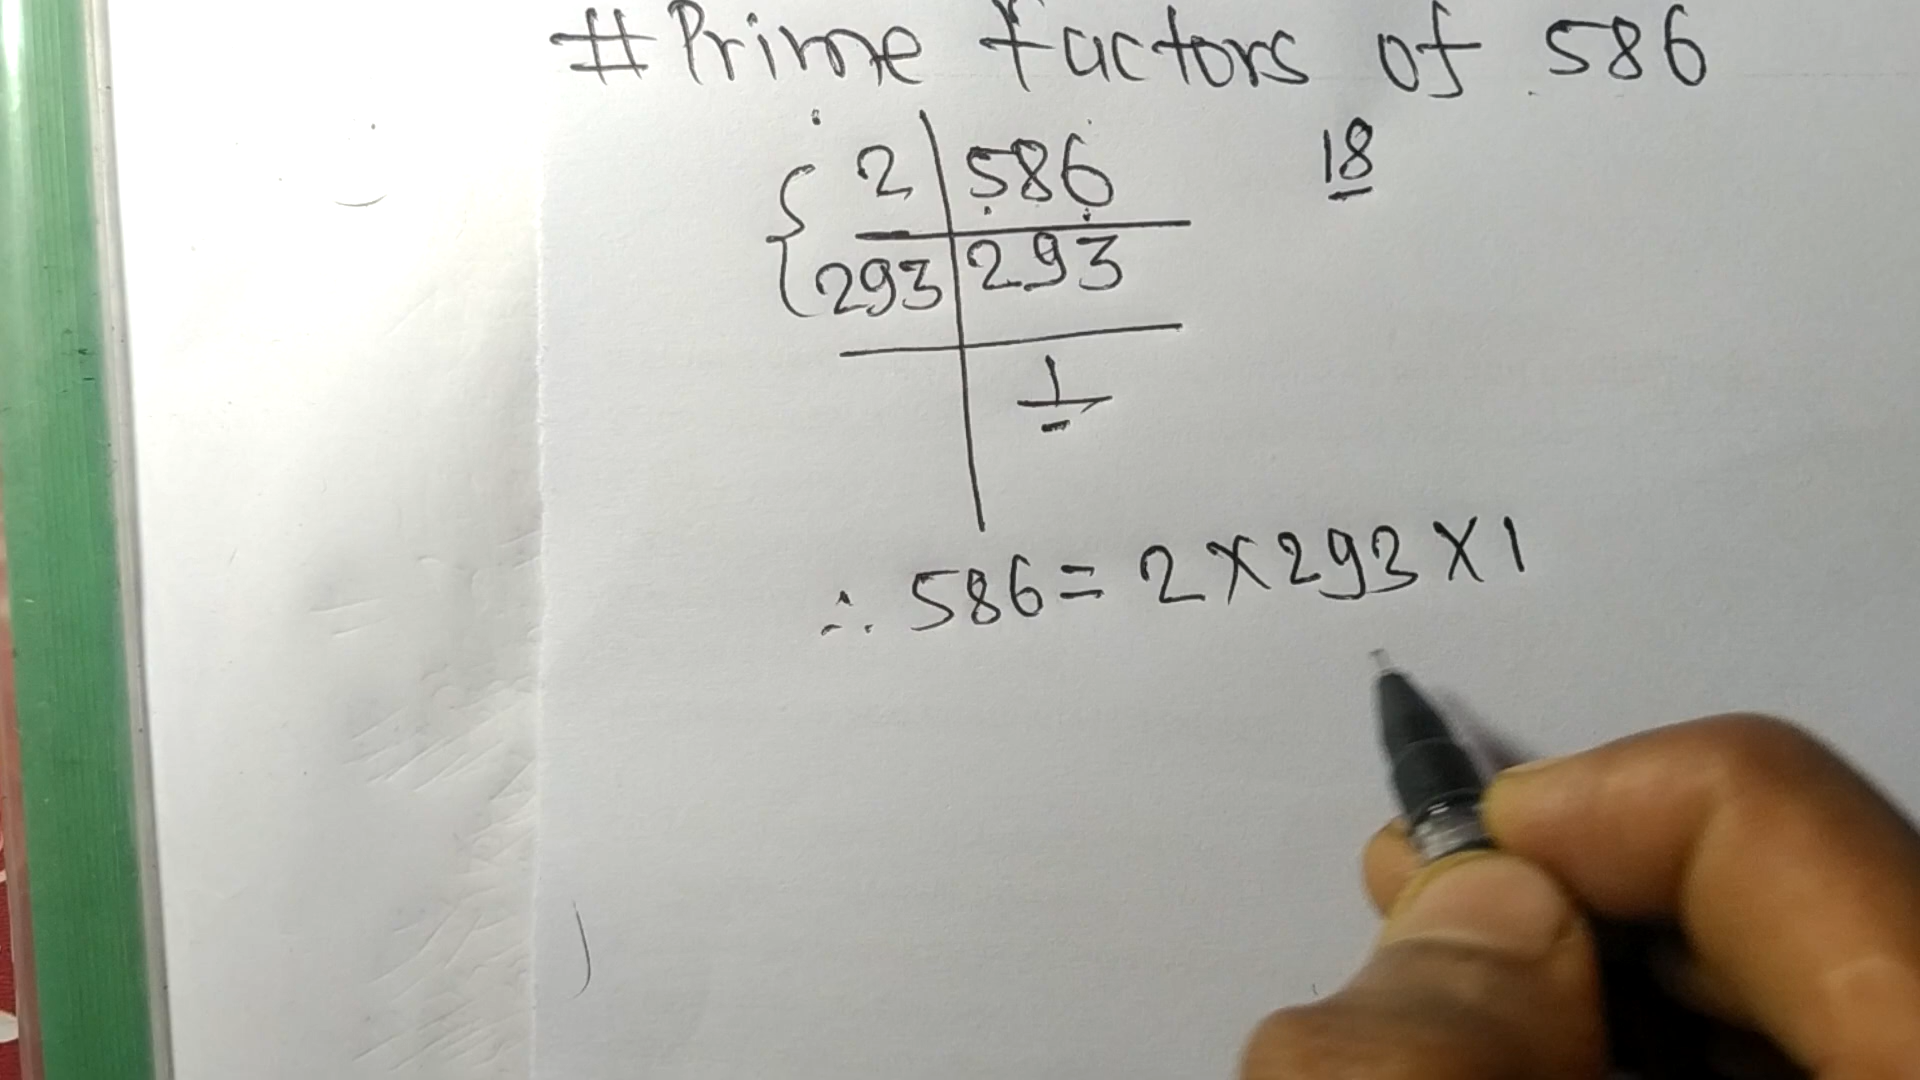 # Prime factors of 586
2 | 586 18
293 | 293
1
∴ 586 = 2 X 293 X 1